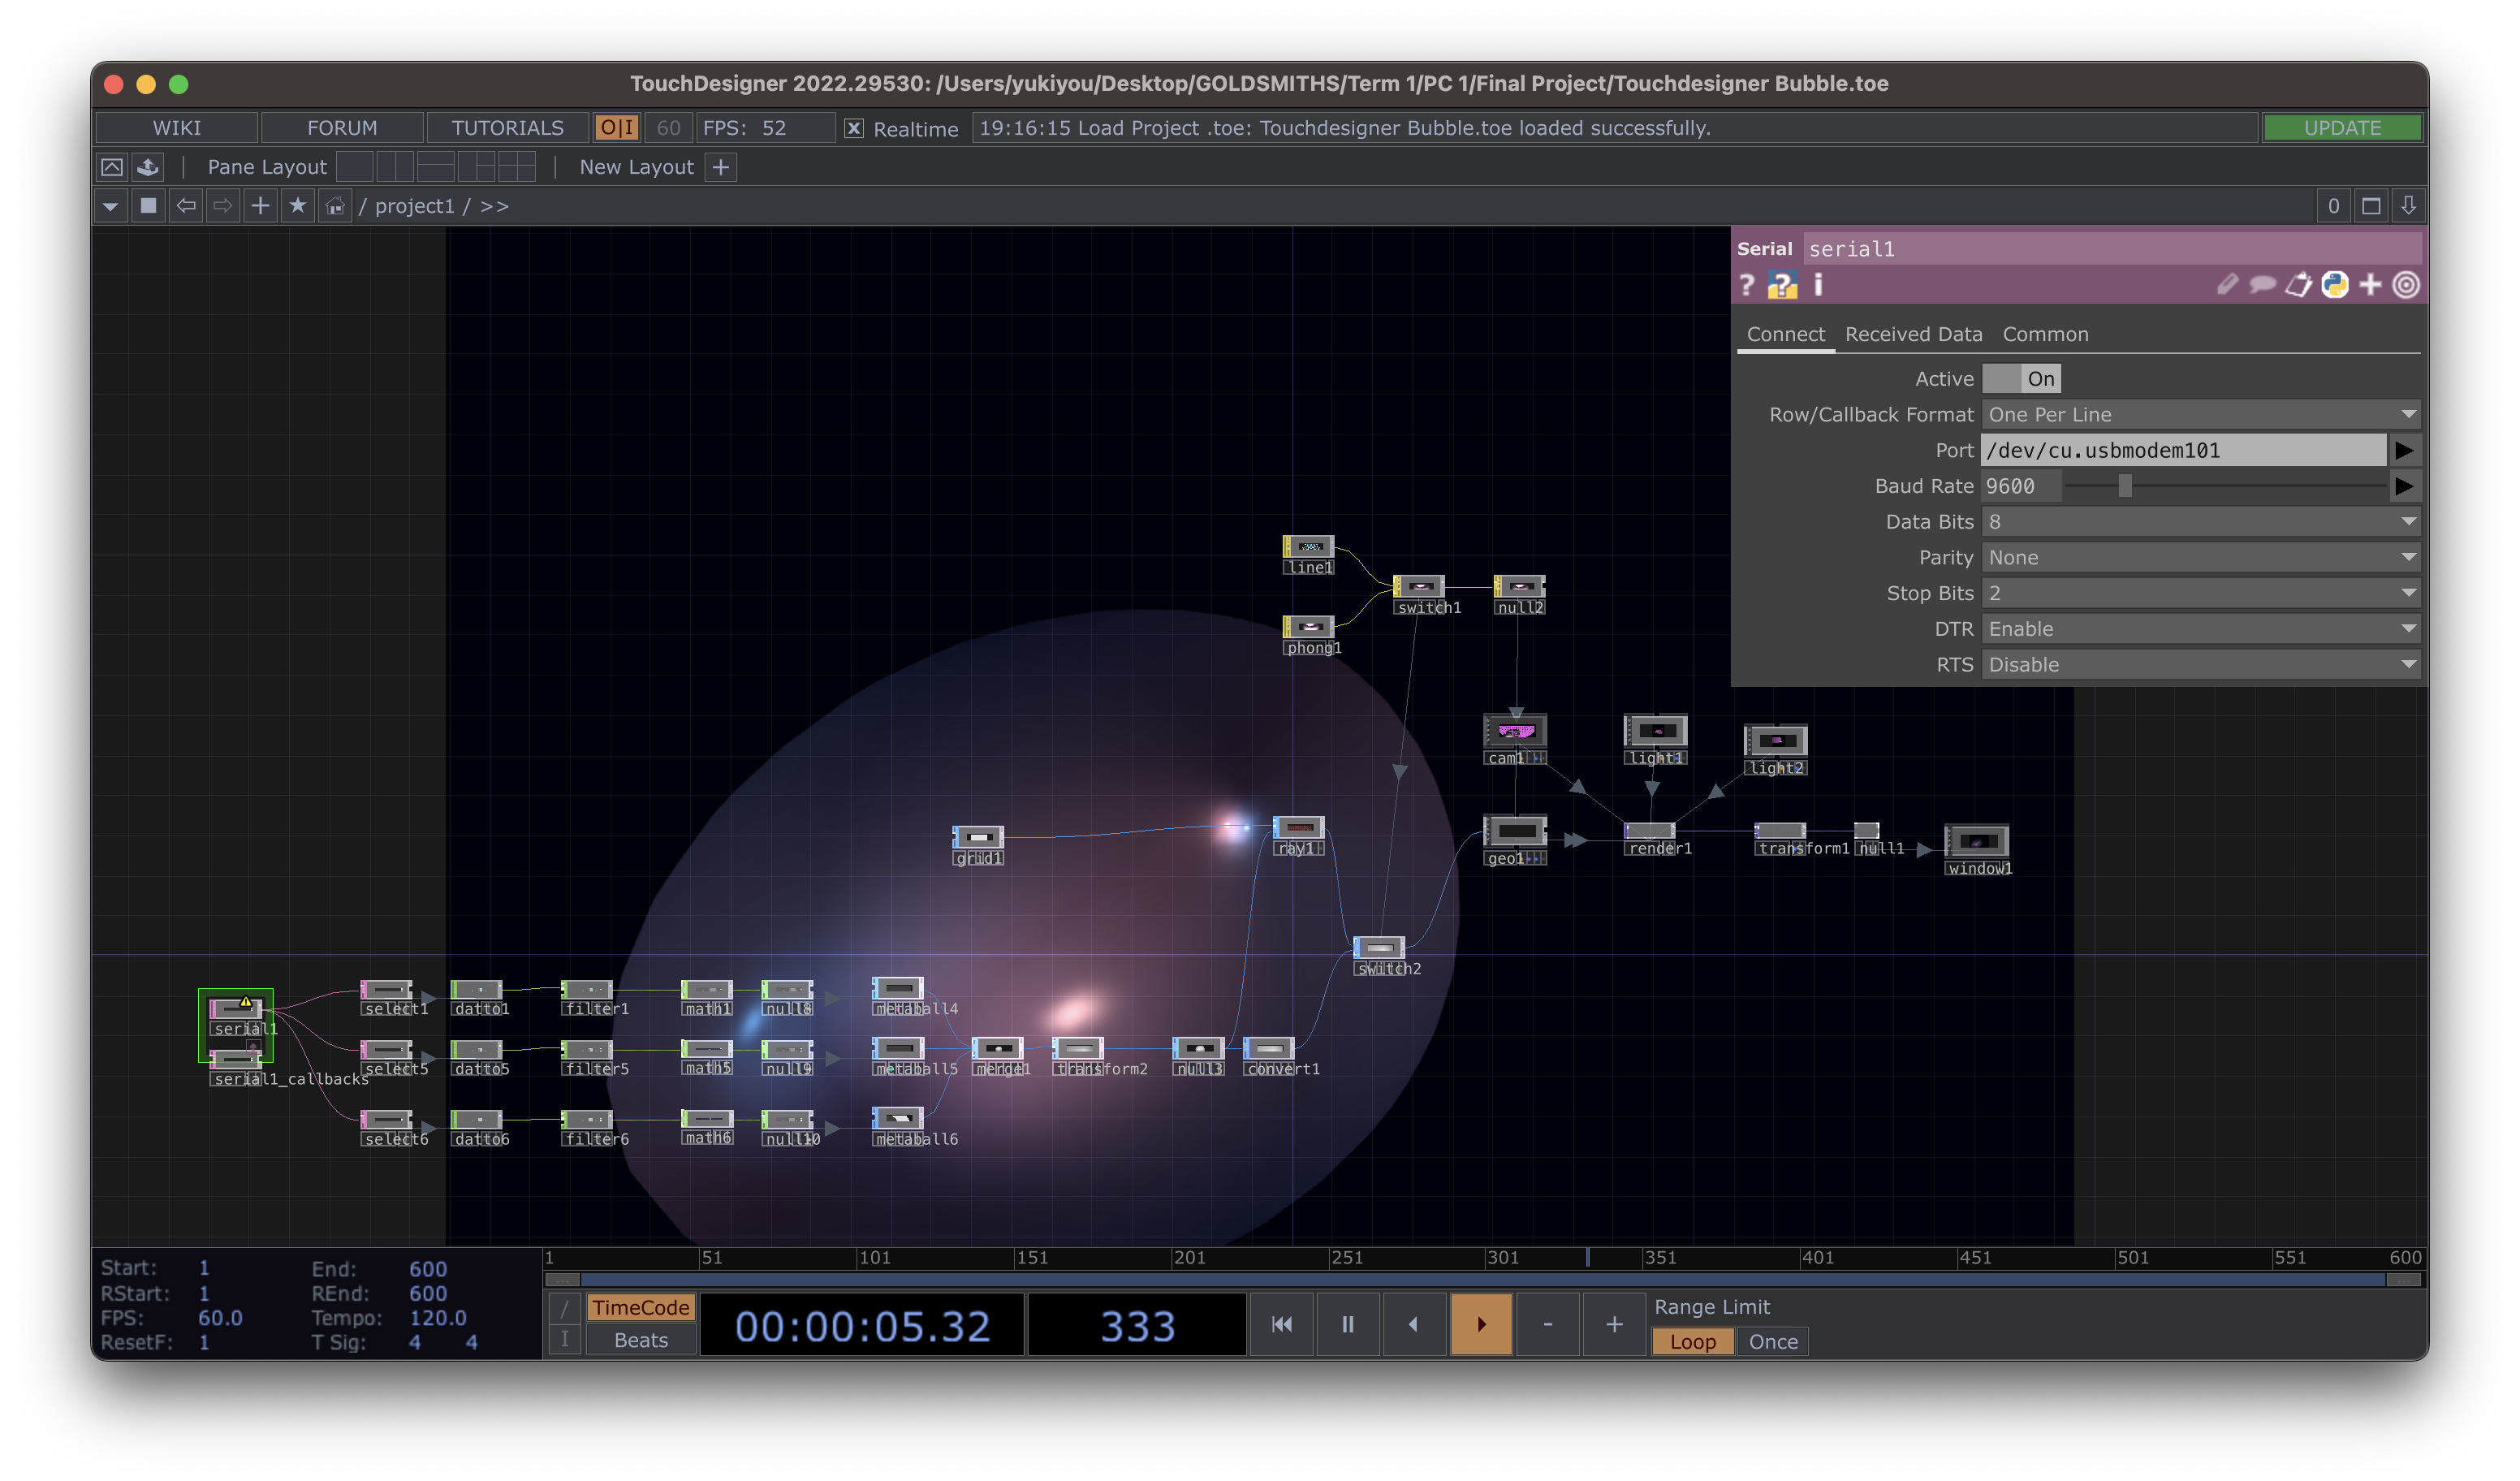 TouchDesigner 2022.29530: /Users/yukiyou/Desktop/GOLDSMITHS/Term 1/PC 1/Final Project/Touchdesigner Bubble.toe
WIKI FORUM TUTORIALS O|I 60 FPS: 52 x Realtime 19:16:15 Load Project .toe: Touchdesigner Bubble.toe loaded successfully. UPDATE
Pane Layout New Layout +
/ project1 / >> 0
Serial serial1
? ? i
Connect Received Data Common
Active On
Row/Callback Format One Per Line
Port /dev/cu.usbmodem101
Baud Rate 9600
Data Bits 8
Parity None
Stop Bits 2
DTR Enable
RTS Disable
line1
switch1 null2
phong1
cam1 light1 light2
grid1 ray1 geo1 render1 transform1 null1 window1
switch2
serial1 select1 datto1 filter1 math1 null8 metaball4
serial1_callbacks select5 datto5 filter5 math5 null9 metaball5 merge1 transform2 null3 convert1
select6 datto6 filter6 math6 null10 metaball6
1 51 101 151 201 251 301 351 401 451 501 551 600
Start: 1 End: 600
RStart: 1 REnd: 600
FPS: 60.0 Tempo: 120.0
ResetF: 1 T Sig: 4 4
/ TimeCode 00:00:05.32 333 - + Range Limit
I Beats Loop Once